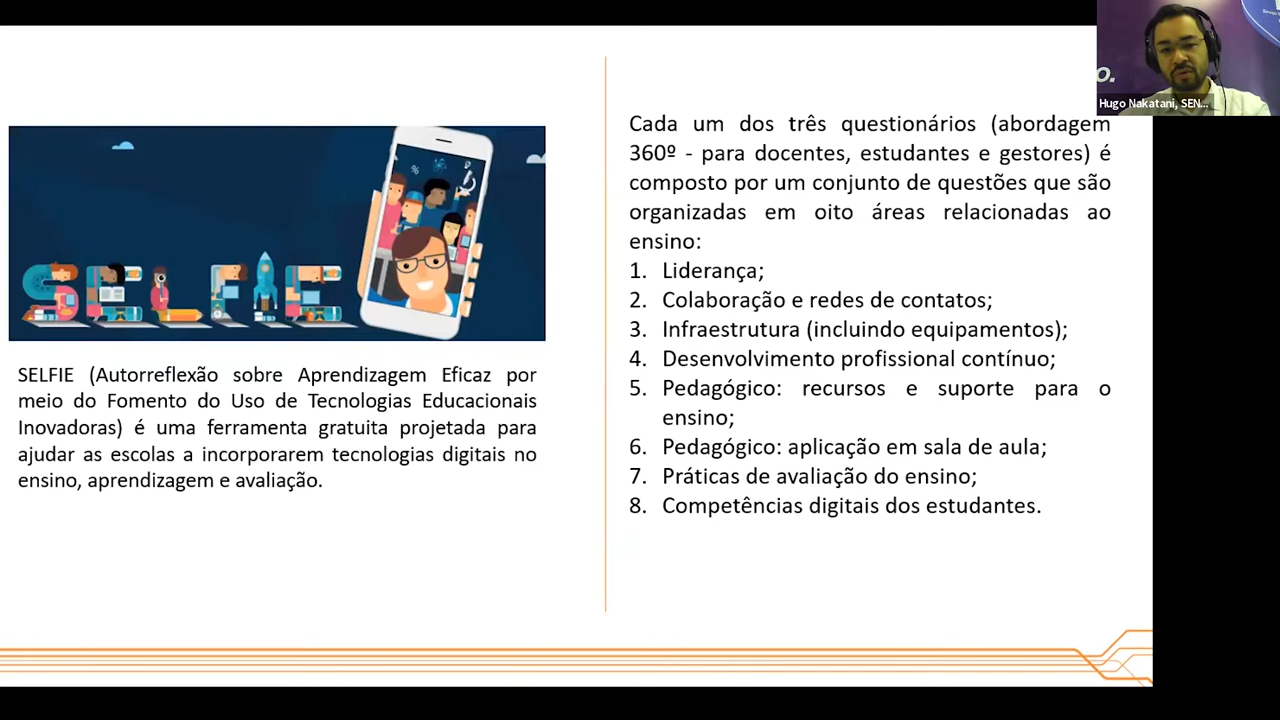 SELFIE
SELFIE (Autorreflexão sobre Aprendizagem Eficaz por
meio do Fomento do Uso de Tecnologias Educacionais
Inovadoras) é uma ferramenta gratuita projetada para
ajudar as escolas a incorporarem tecnologias digitais no
ensino, aprendizagem e avaliação.
Cada um dos três questionários (abordagem
360º - para docentes, estudantes e gestores) é
composto por um conjunto de questões que são
organizadas em oito áreas relacionadas ao
ensino:
1. Liderança;
2. Colaboração e redes de contatos;
3. Infraestrutura (incluindo equipamentos);
4. Desenvolvimento profissional contínuo;
5. Pedagógico: recursos e suporte para o
ensino;
6. Pedagógico: aplicação em sala de aula;
7. Práticas de avaliação do ensino;
8. Competências digitais dos estudantes.
o.
Hugo Nakatani, SEN...